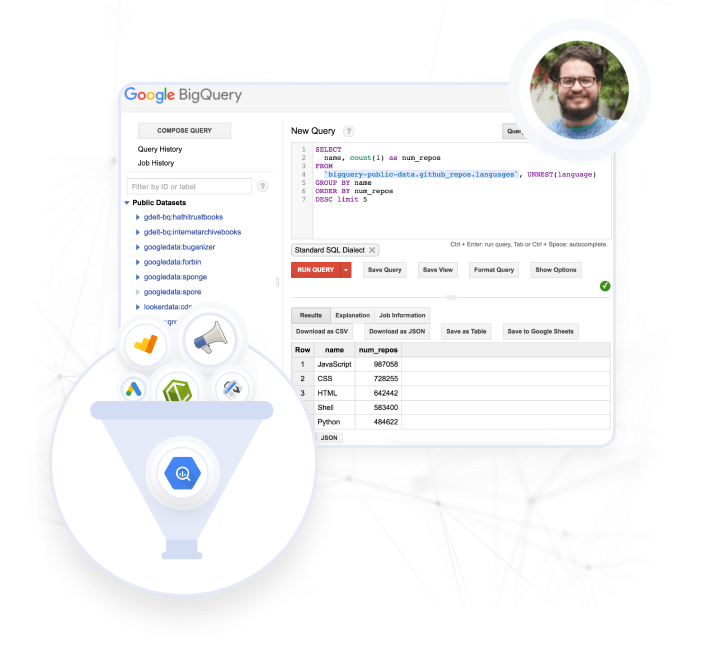 Google BigQuery
COMPOSE QUERY
Query History
Job History
Filter by ID or label
?
Public Datasets
gdelt-bq:hathitrustbooks
gdelt-bq:internetarchivebooks
googledata:buganizer
googledata:forbin
googledata:sponge
googledata:spore
New Query ?
1 SELECT
2 name, count(1) as num_repos
3 FROM
4 `bigquery-public-data.github_repos.languages`, UNNEST(language)
5 GROUP BY name
6 ORDER BY num_repos
7 DESC limit 5
Standard SQL Dialect X
Ctrl + Enter: run query, Tab or Ctrl + Space: autocomplete.
RUN QUERY
Save Query
Save View
Format Query
Show Options
Results Explanation Job Information
Download as CSV
Download as JSON
Save as Table
Save to Google Sheets
Row name num_repos
1 JavaScript 987058
2 CSS 728255
3 HTML 642442
Shell 583400
Python 484622
JSON